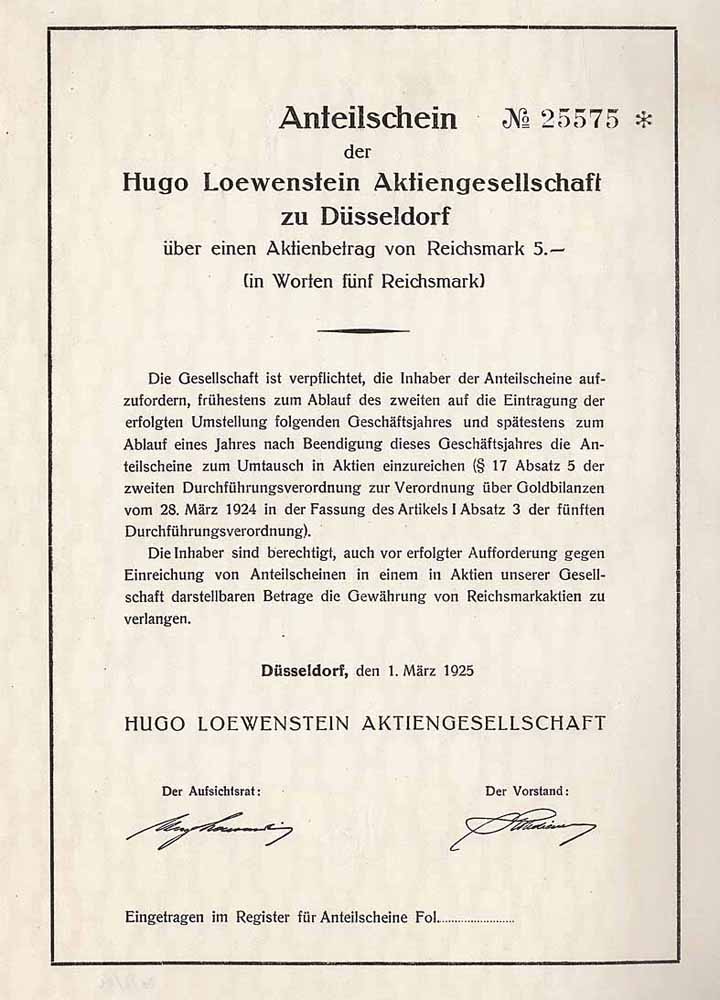 Anteilschein № 25575 *
der
Hugo Loewenstein Aktiengesellschaft
zu Düsseldorf
über einen Aktienbetrag von Reichsmark 5.—
(in Worten fünf Reichsmark)
Die Gesellschaft ist verpflichtet, die Inhaber der Anteilscheine auf-
zufordern, frühestens zum Ablauf des zweiten auf die Eintragung der
erfolgten Umstellung folgenden Geschäftsjahres und spätestens zum
Ablauf eines Jahres nach Beendigung dieses Geschäftsjahres die An-
teilscheine zum Umtausch in Aktien einzureichen (§ 17 Absatz 5 der
zweiten Durchführungsverordnung zur Verordnung über Goldbilanzen
vom 28. März 1924 in der Fassung des Artikels I Absatz 3 der fünften
Durchführungsverordnung).
Die Inhaber sind berechtigt, auch vor erfolgter Aufforderung gegen
Einreichung von Anteilscheinen in einem in Aktien unserer Gesell-
schaft darstellbaren Betrage die Gewährung von Reichsmarkaktien zu
verlangen.
Düsseldorf, den 1. März 1925
HUGO LOEWENSTEIN AKTIENGESELLSCHAFT
Der Aufsichtsrat: Der Vorstand:
Eingetragen im Register für Anteilscheine Fol.........................